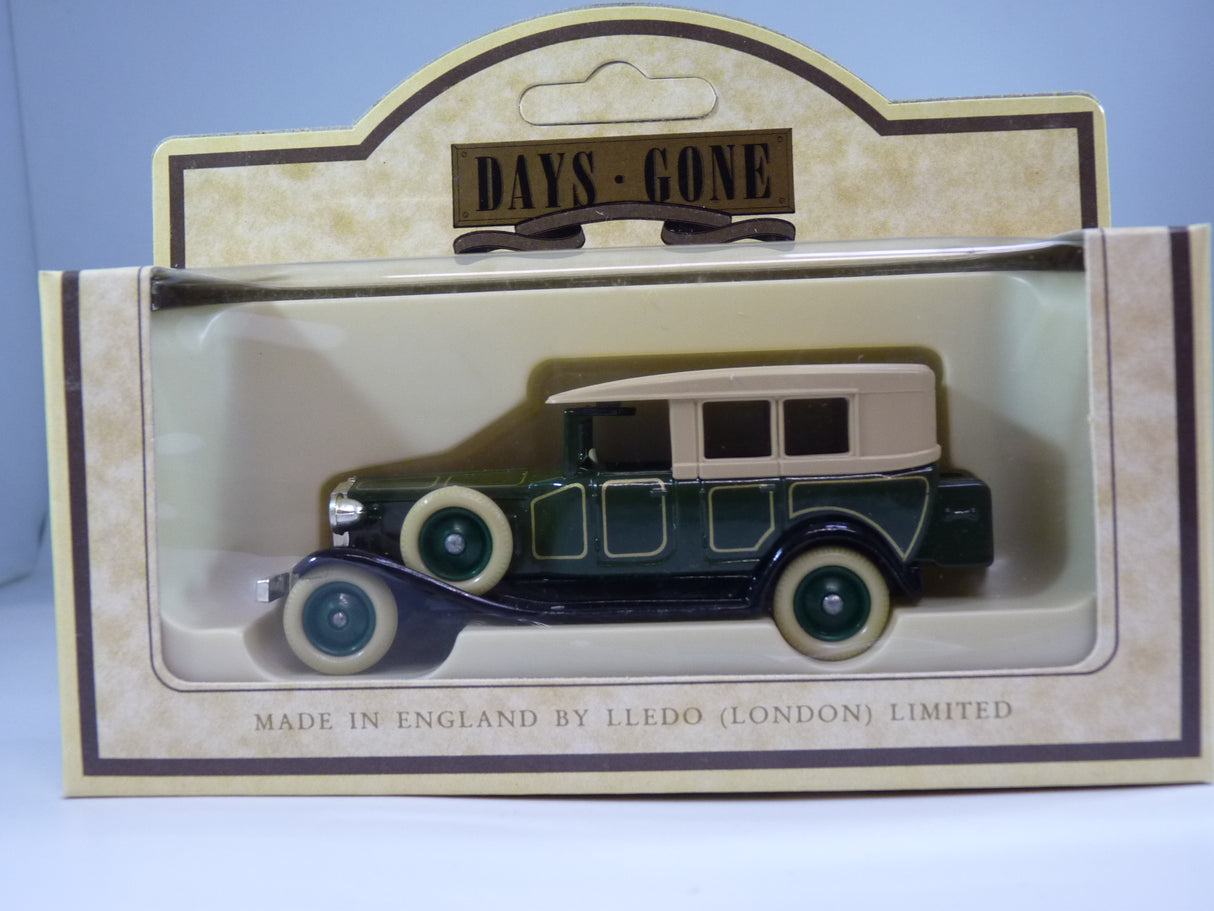 DAYS · GONE
MADE IN ENGLAND BY LLEDO (LONDON) LIMITED